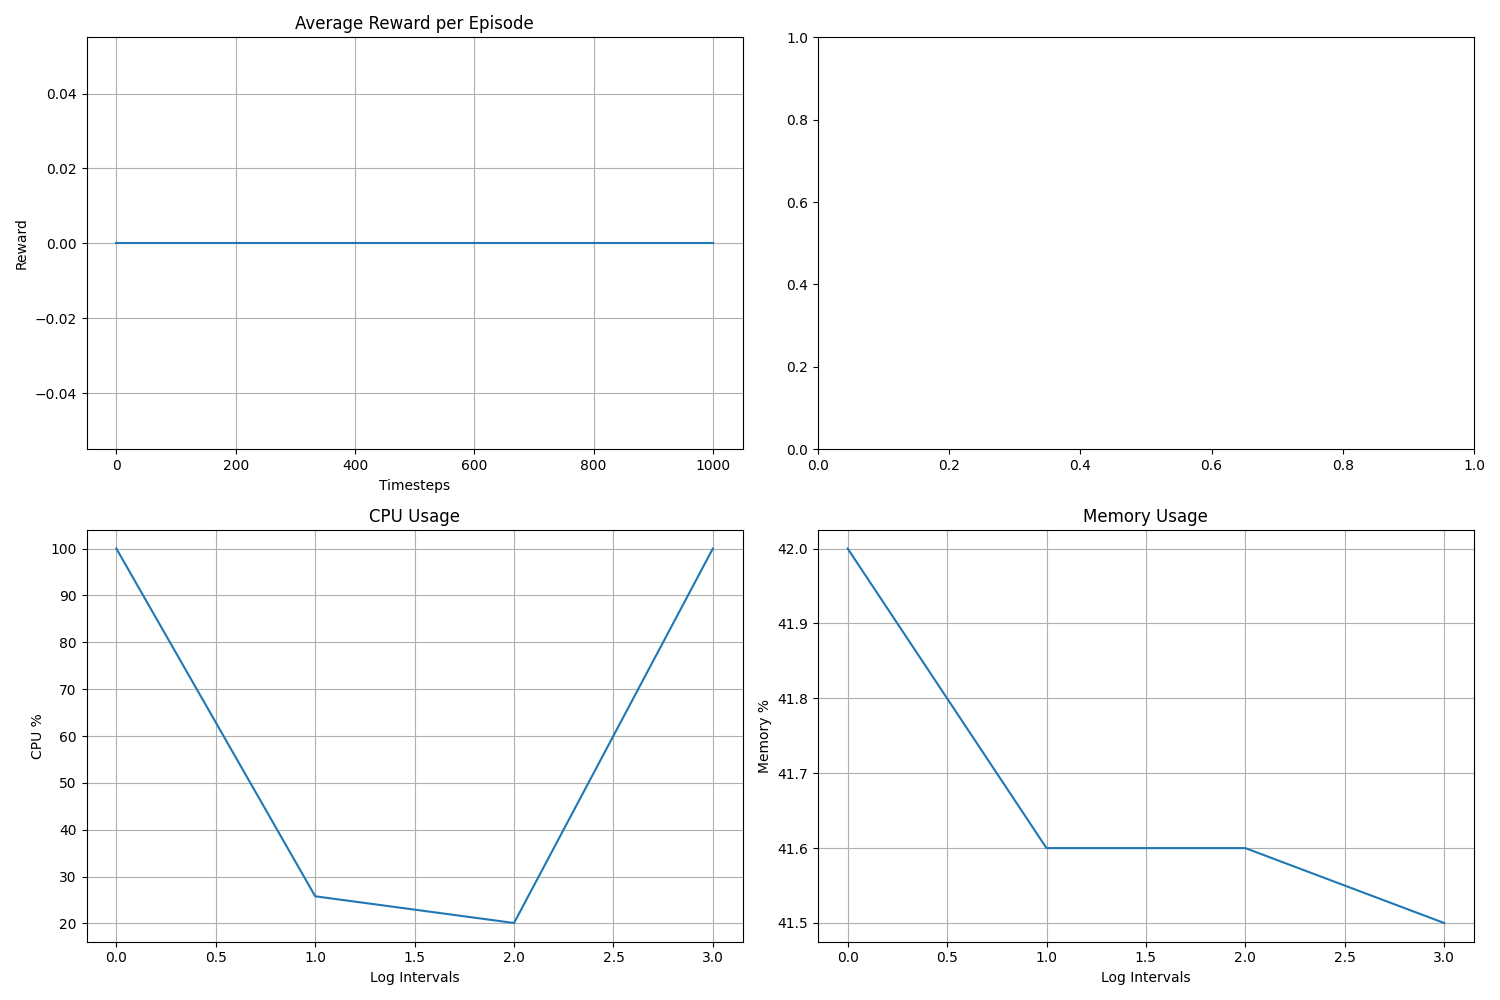 Average Reward per Episode
0.04
0.02
0.00
−0.02
−0.04
Reward
0 200 400 600 800 1000
Timesteps
1.0
0.8
0.6
0.4
0.2
0.0
0.0 0.2 0.4 0.6 0.8 1.0
CPU Usage
100
90
80
70
60
50
40
30
20
CPU %
0.0 0.5 1.0 1.5 2.0 2.5 3.0
Log Intervals
Memory Usage
42.0
41.9
41.8
41.7
41.6
41.5
Memory %
0.0 0.5 1.0 1.5 2.0 2.5 3.0
Log Intervals